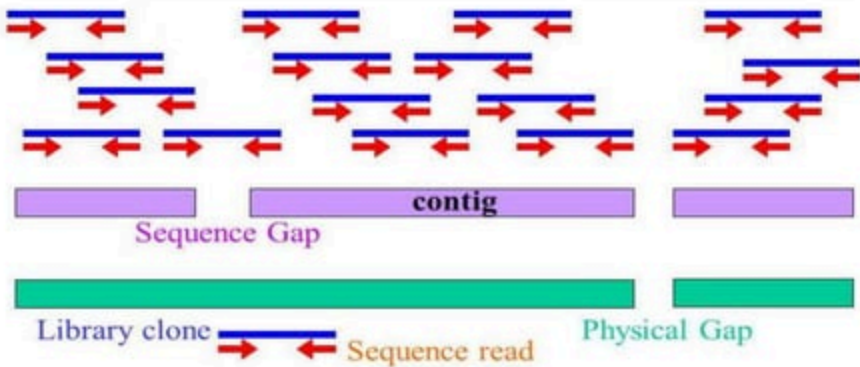 contig
Sequence Gap
Library clone
Physical Gap
Sequence read